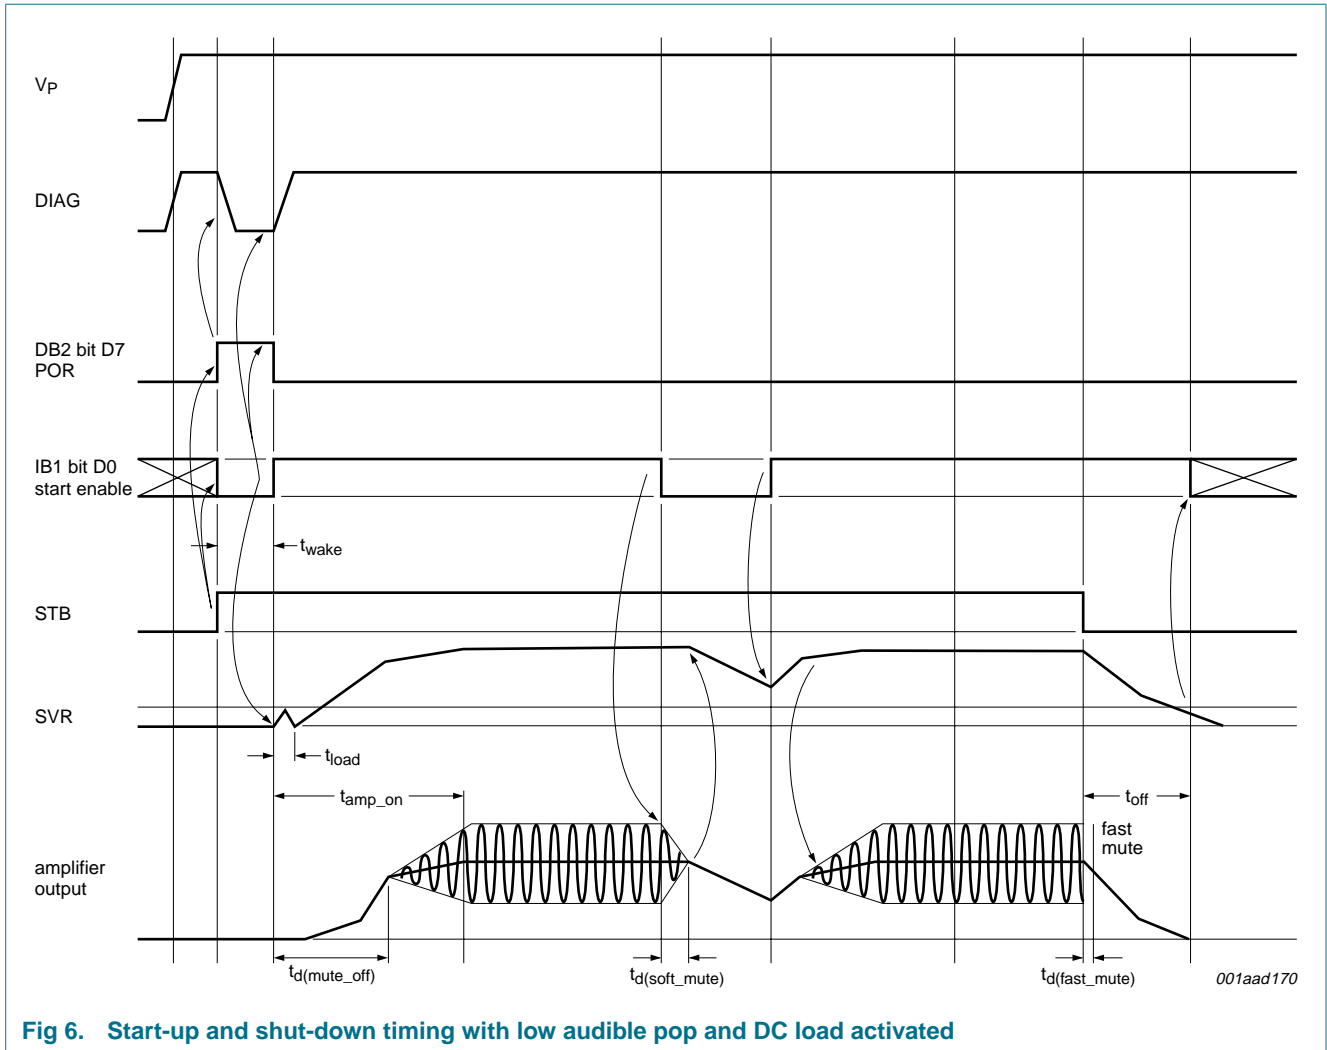 VP
DIAG
DB2 bit D7
POR
IB1 bit D0
start enable
twake
STB
SVR
tload
tamp_on
toff
fast
mute
amplifier
output
td(mute_off)
td(soft_mute)
td(fast_mute)
001aad170
Fig 6. Start-up and shut-down timing with low audible pop and DC load activated